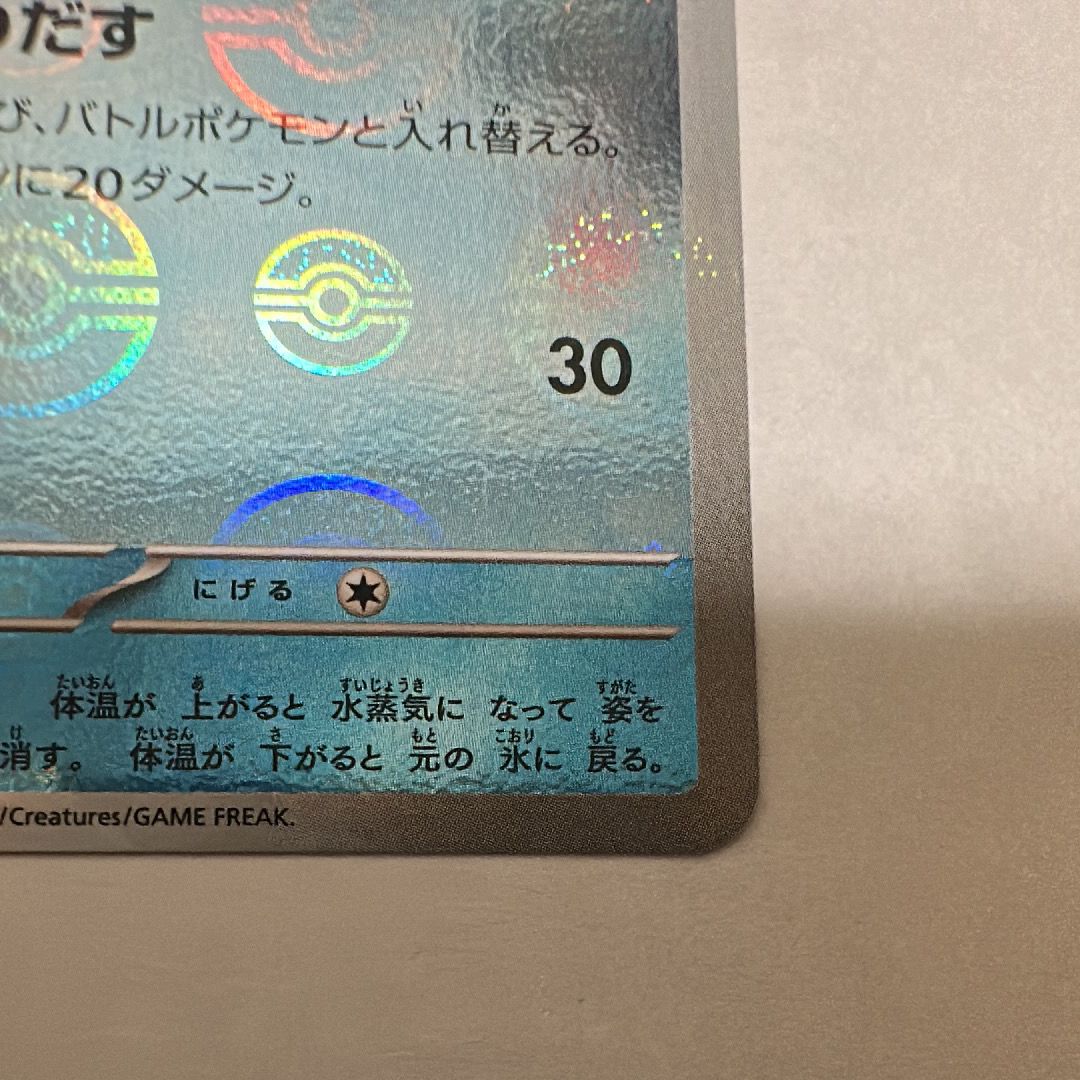 だす
び、バトルポケモンと入れ替える。
ンに20ダメージ。
30
にげる
体温が 上がると 水蒸気に なって 姿を
消す。 体温が 下がると 元の 氷に 戻る。
/Creatures/GAME FREAK.